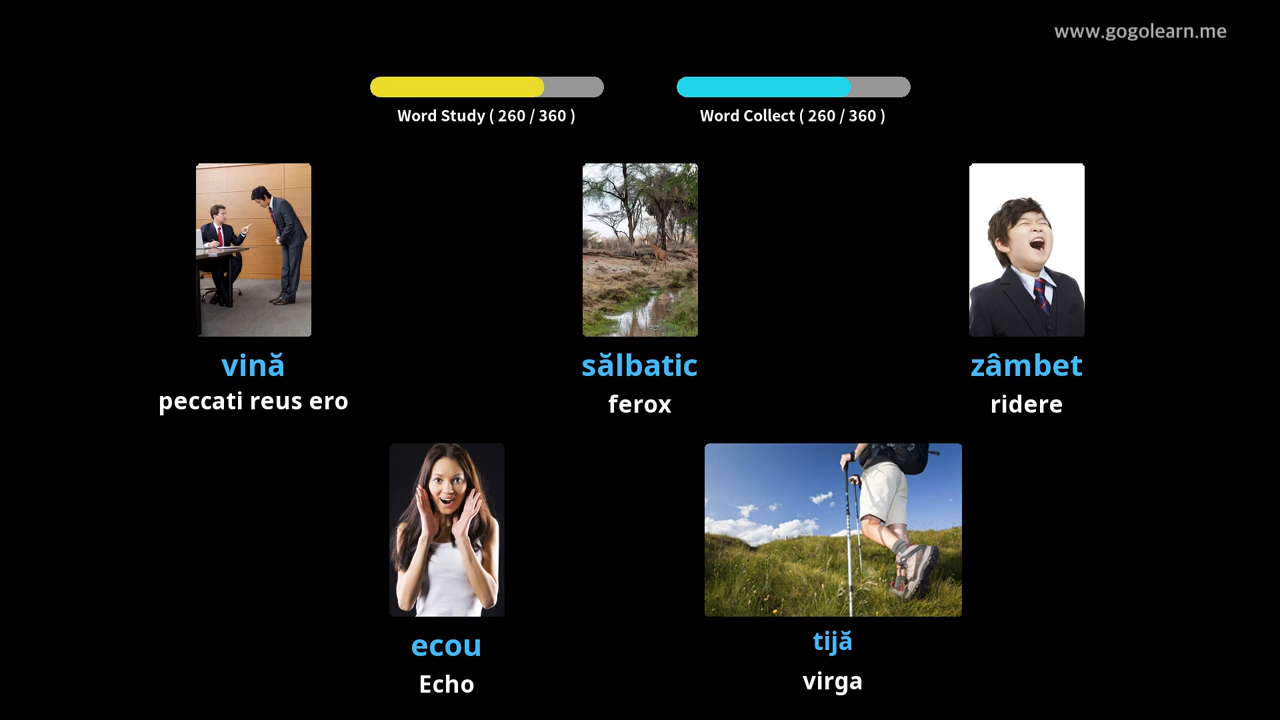 www.gogolearn.me
Word Study ( 260 / 360 )
Word Collect ( 260 / 360 )
vină
peccati reus ero
sălbatic
ferox
zâmbet
ridere
ecou
Echo
tijă
virga